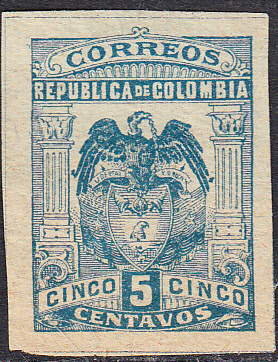 CORREOS
REPUBLICA DE COLOMBIA
CINCO 5 CINCO
CENTAVOS